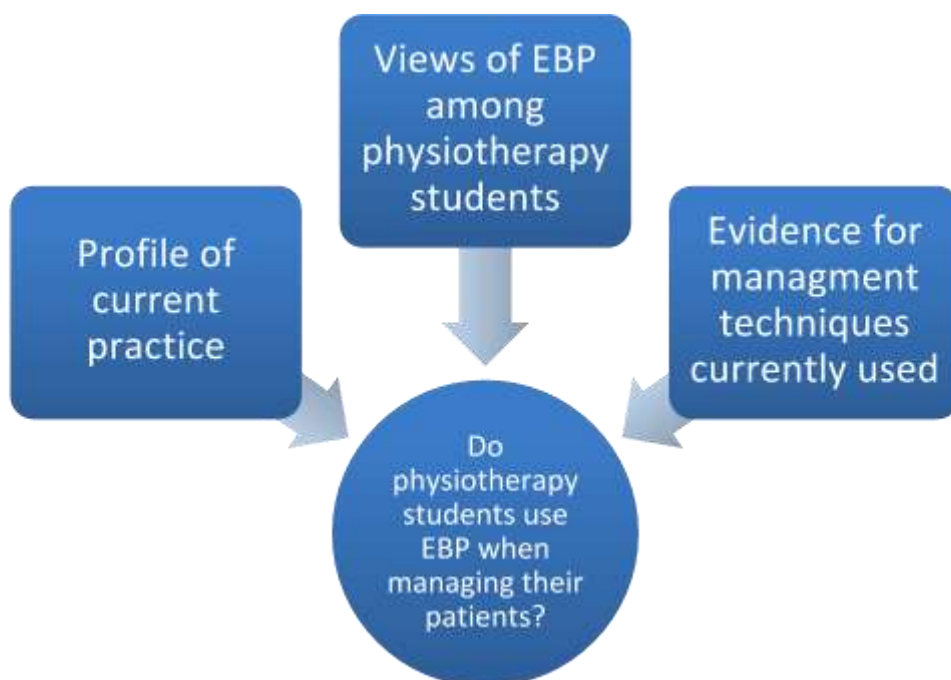 Views of EBP
among
physiotherapy
students
Profile of
current
practice
Evidence for
managment
techniques
currently used
Do
physiotherapy
students use
EBP when
managing their
patients?